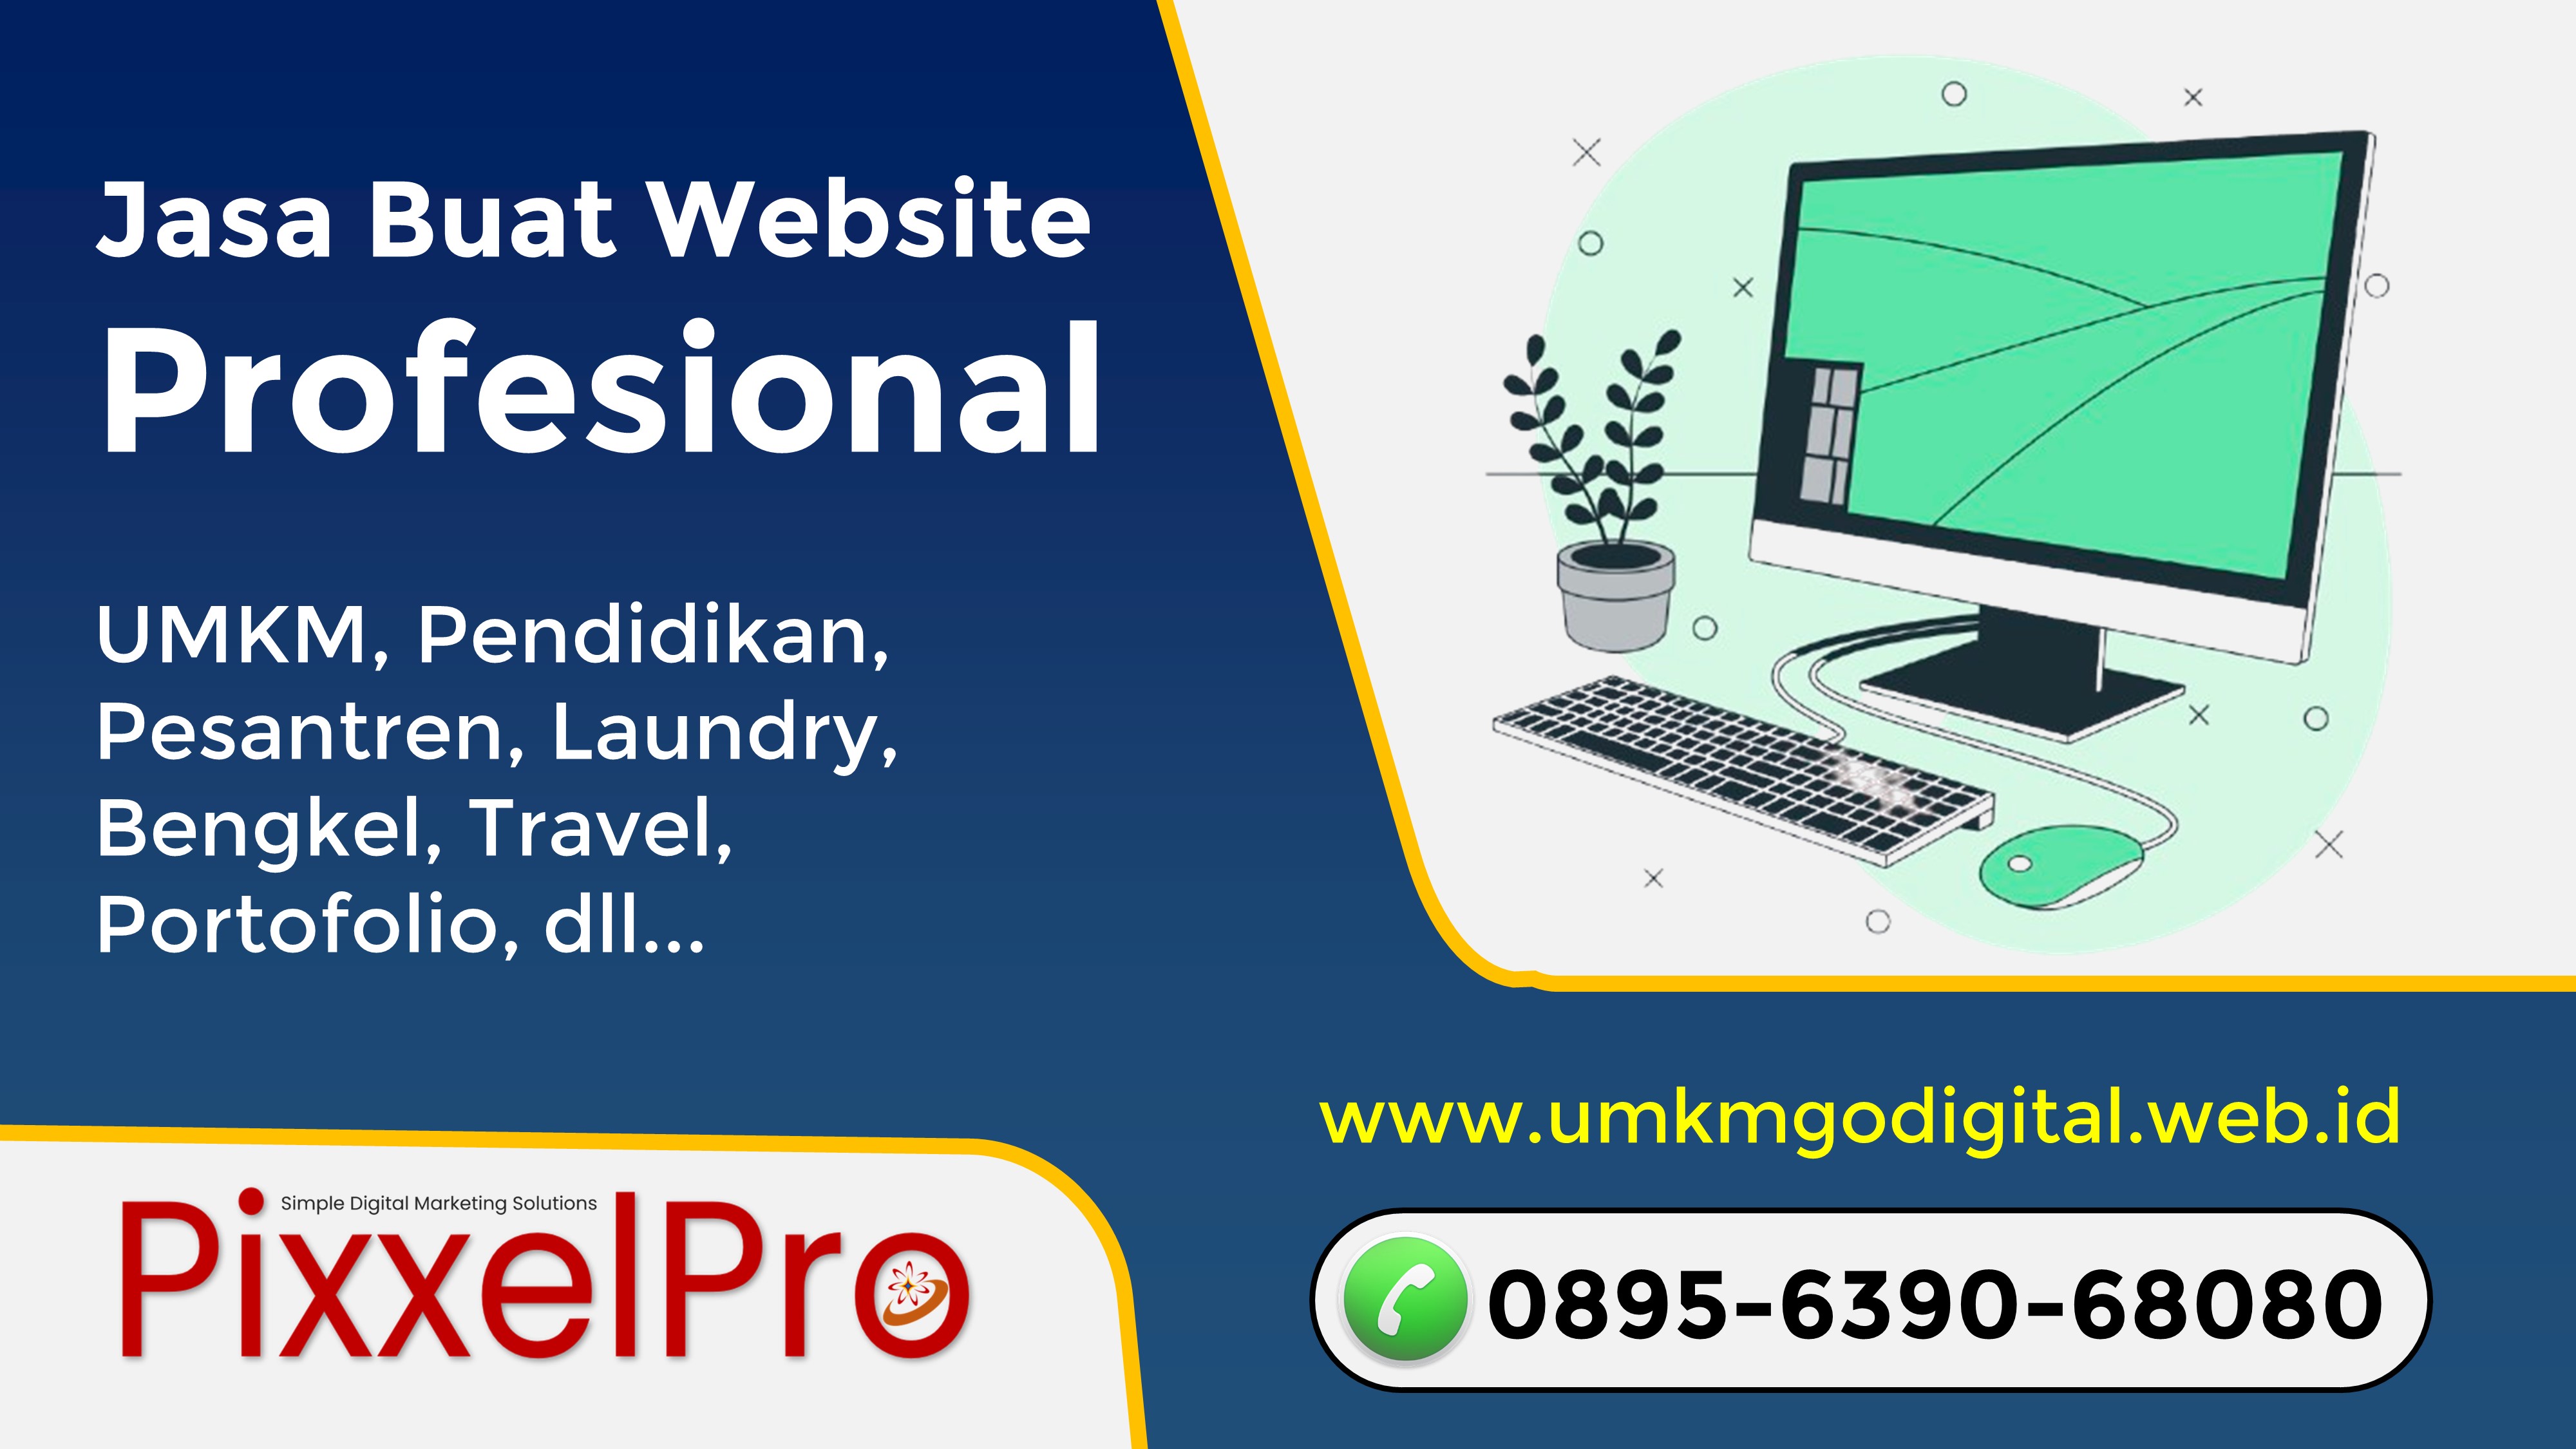 Jasa Buat Website
Profesional
UMKM, Pendidikan,
Pesantren, Laundry,
Bengkel, Travel,
Portofolio, dll...
www.umkmgodigital.web.id
Simple Digital Marketing Solutions
PixxelPro
0895-6390-68080